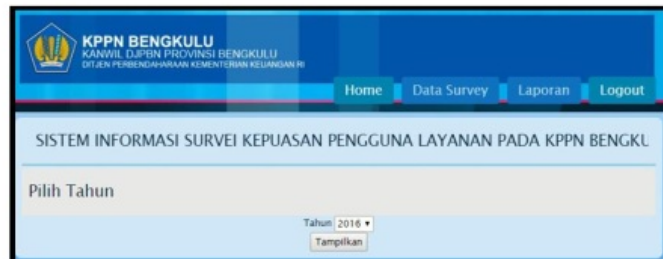 KPPN BENGKULU
KANWIL DJPBN PROVINSI BENGKULU
DITJEN PERBENDAHARAAN KEMENTERIAN KEUANGAN RI
Home Data Survey Laporan Logout
SISTEM INFORMASI SURVEI KEPUASAN PENGGUNA LAYANAN PADA KPPN BENGKU
Pilih Tahun
Tahun 2016
Tampilkan